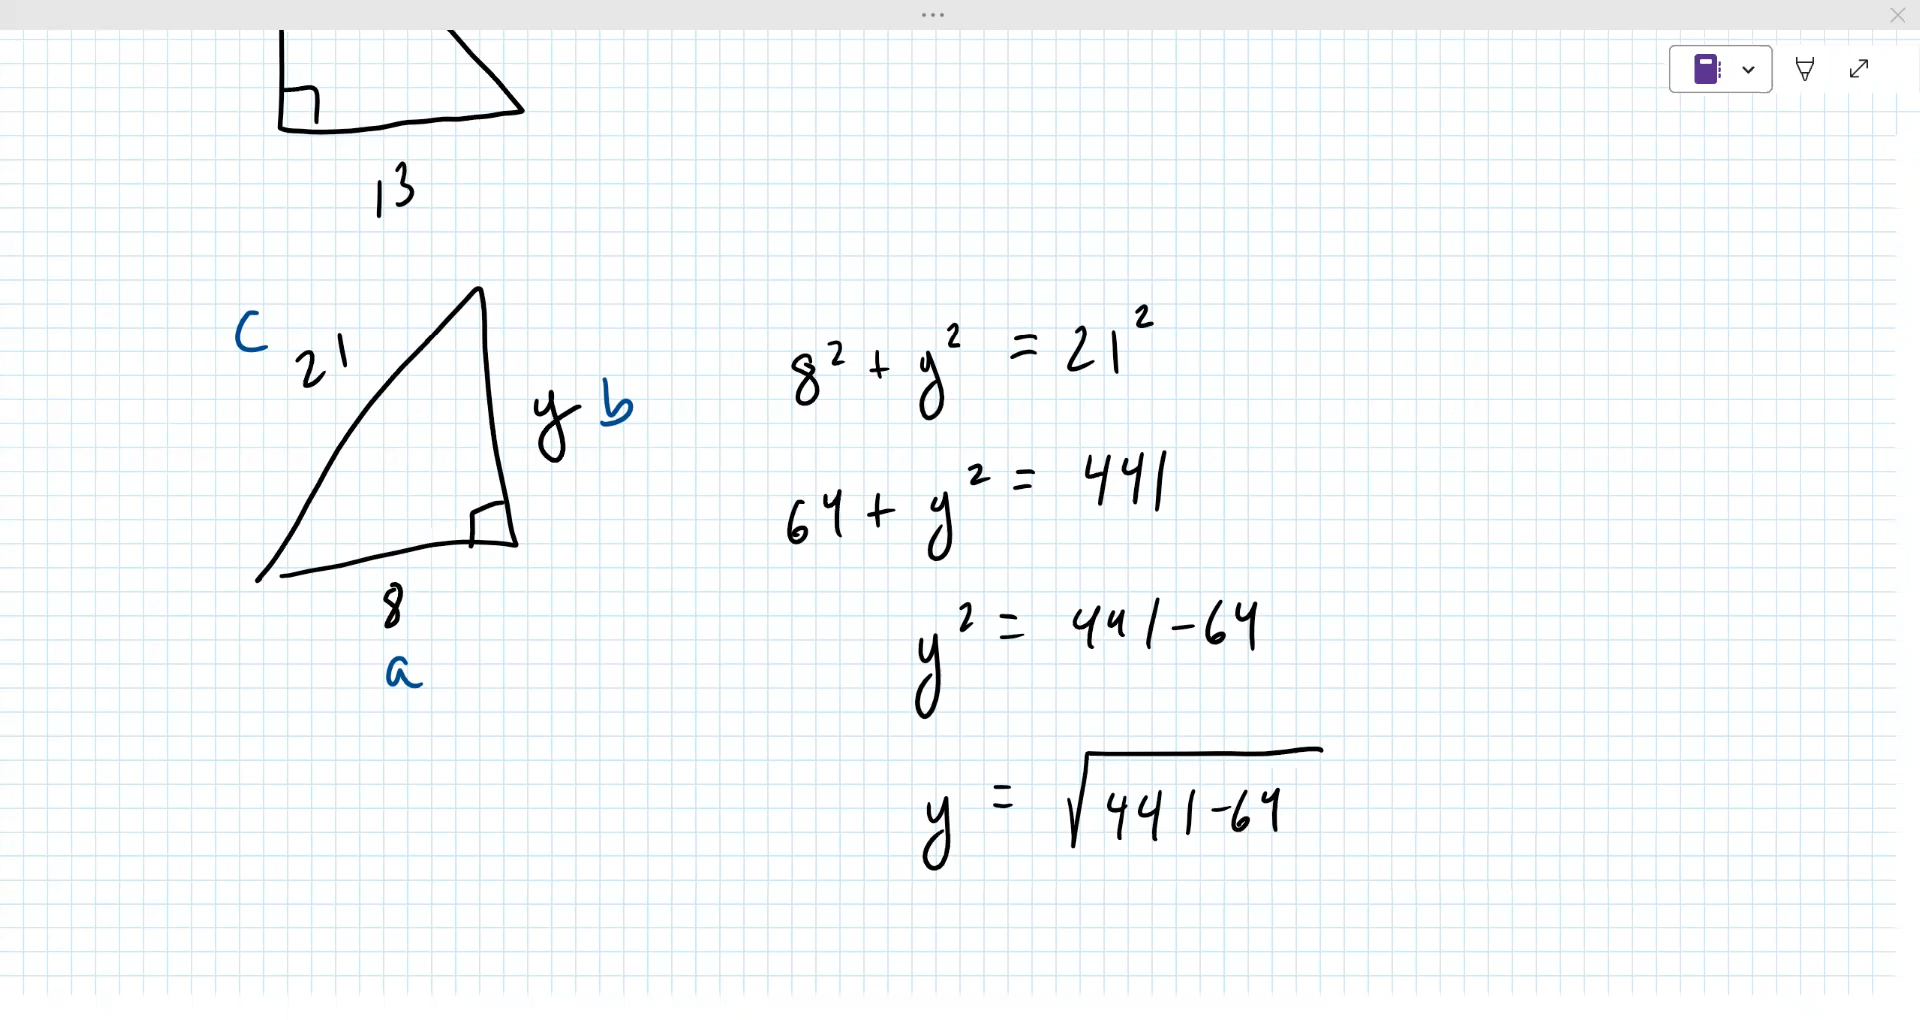 13
c
21
y b
8
a
8² + y² = 21²
64 + y² = 441
y² = 441 - 64
y = √441-64